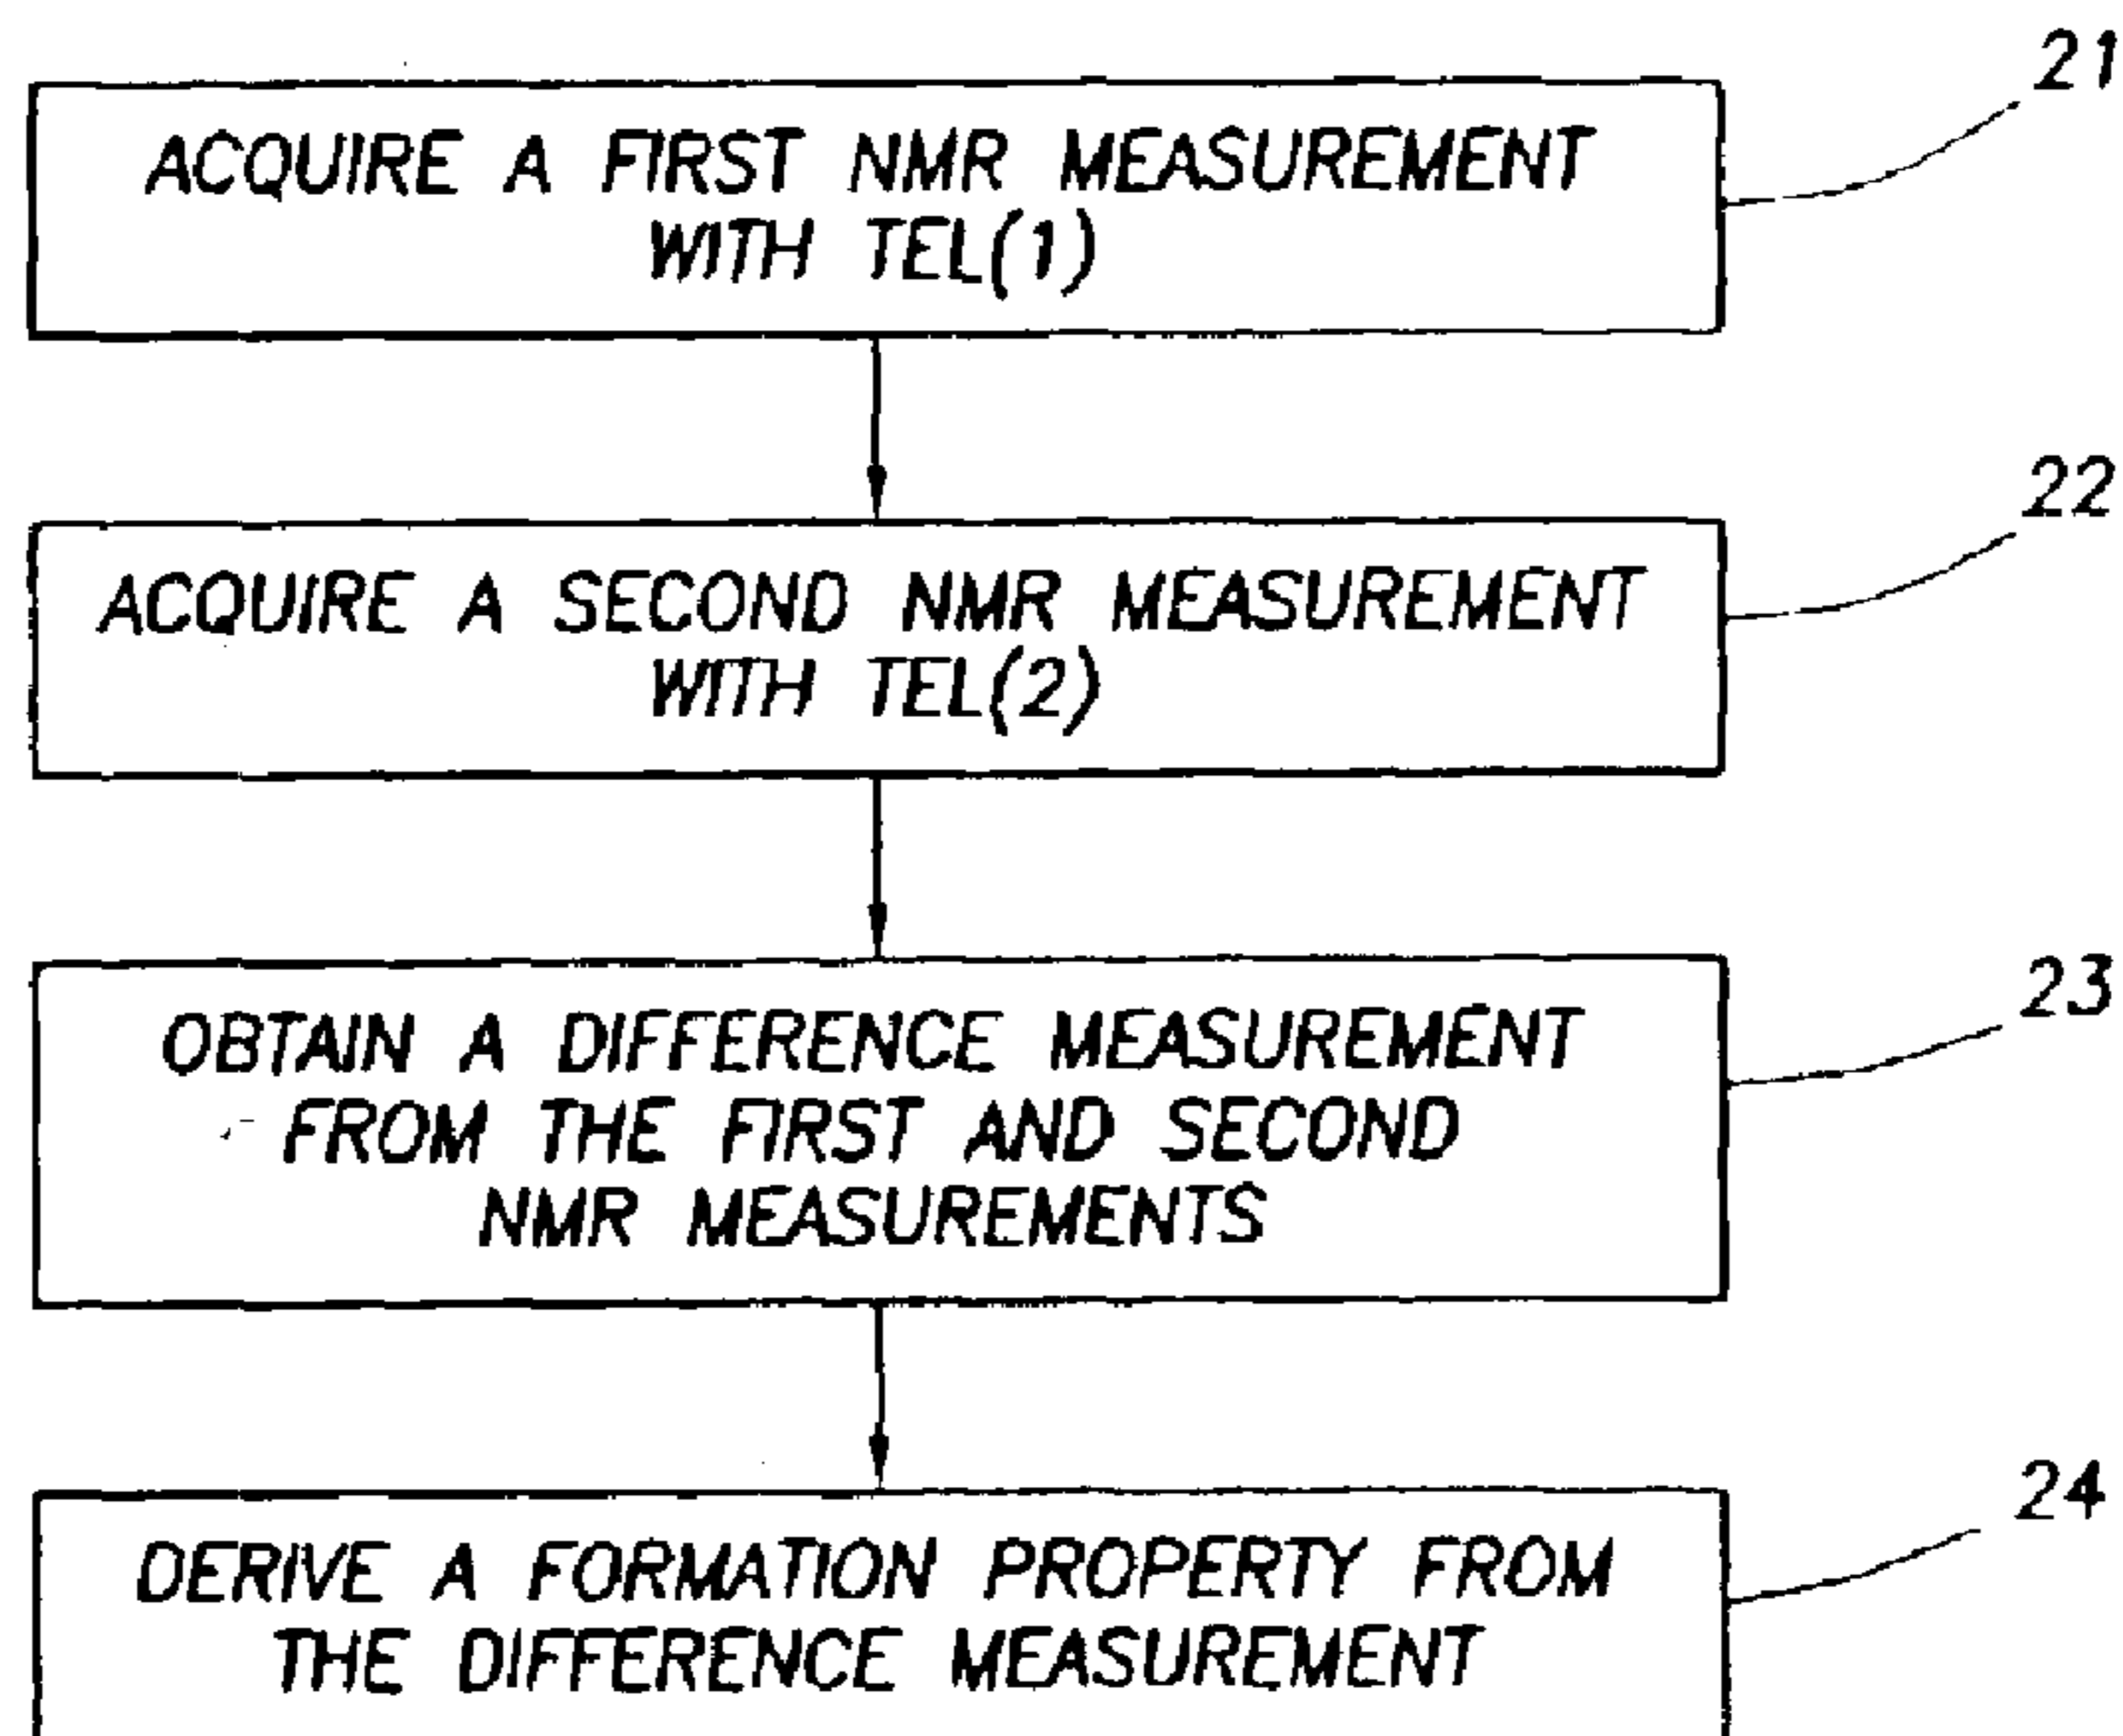 21
ACQUIRE A FIRST NMR MEASUREMENT
WITH TEL(1)
22
ACQUIRE A SECOND NMR MEASUREMENT
WITH TEL(2)
23
OBTAIN A DIFFERENCE MEASUREMENT
FROM THE FIRST AND SECOND
NMR MEASUREMENTS
24
DERIVE A FORMATION PROPERTY FROM
THE DIFFERENCE MEASUREMENT